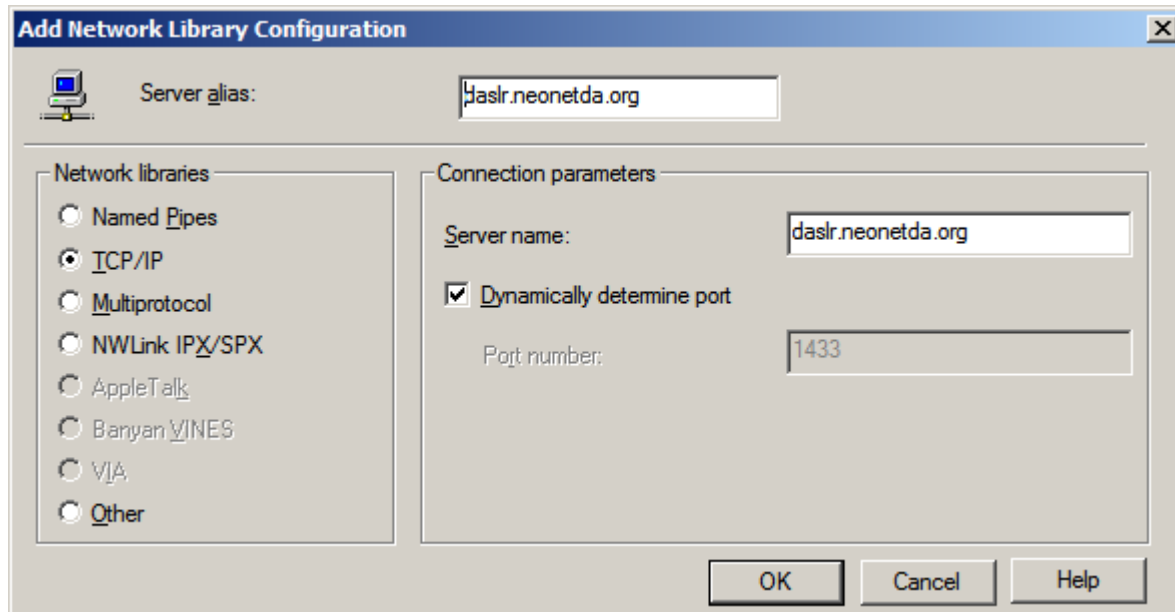 Add Network Library Configuration
Server alias:
daslr.neonetda.org
Network libraries
Named Pipes
TCP/IP
Multiprotocol
NWLink IPX/SPX
AppleTalk
Banyan VINES
VIA
Other
Connection parameters
Server name:
daslr.neonetda.org
Dynamically determine port
Port number:
1433
OK
Cancel
Help